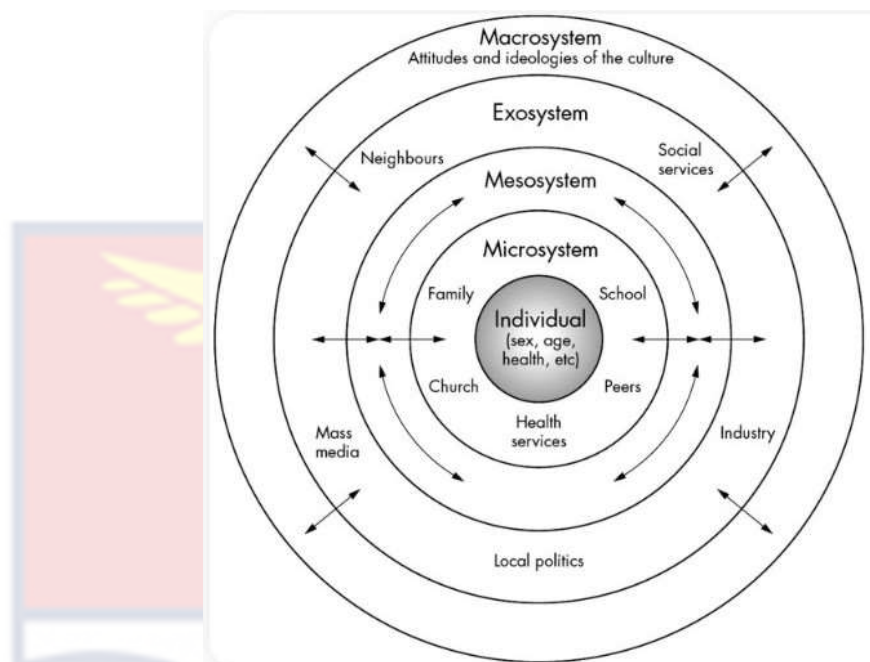 Macrosystem
Attitudes and ideologies of the culture
Exosystem
Neighbours
Social
services
Mesosystem
Microsystem
Family
School
Individual
(sex, age,
health, etc)
Church
Peers
Health
services
Mass
media
Industry
Local politics